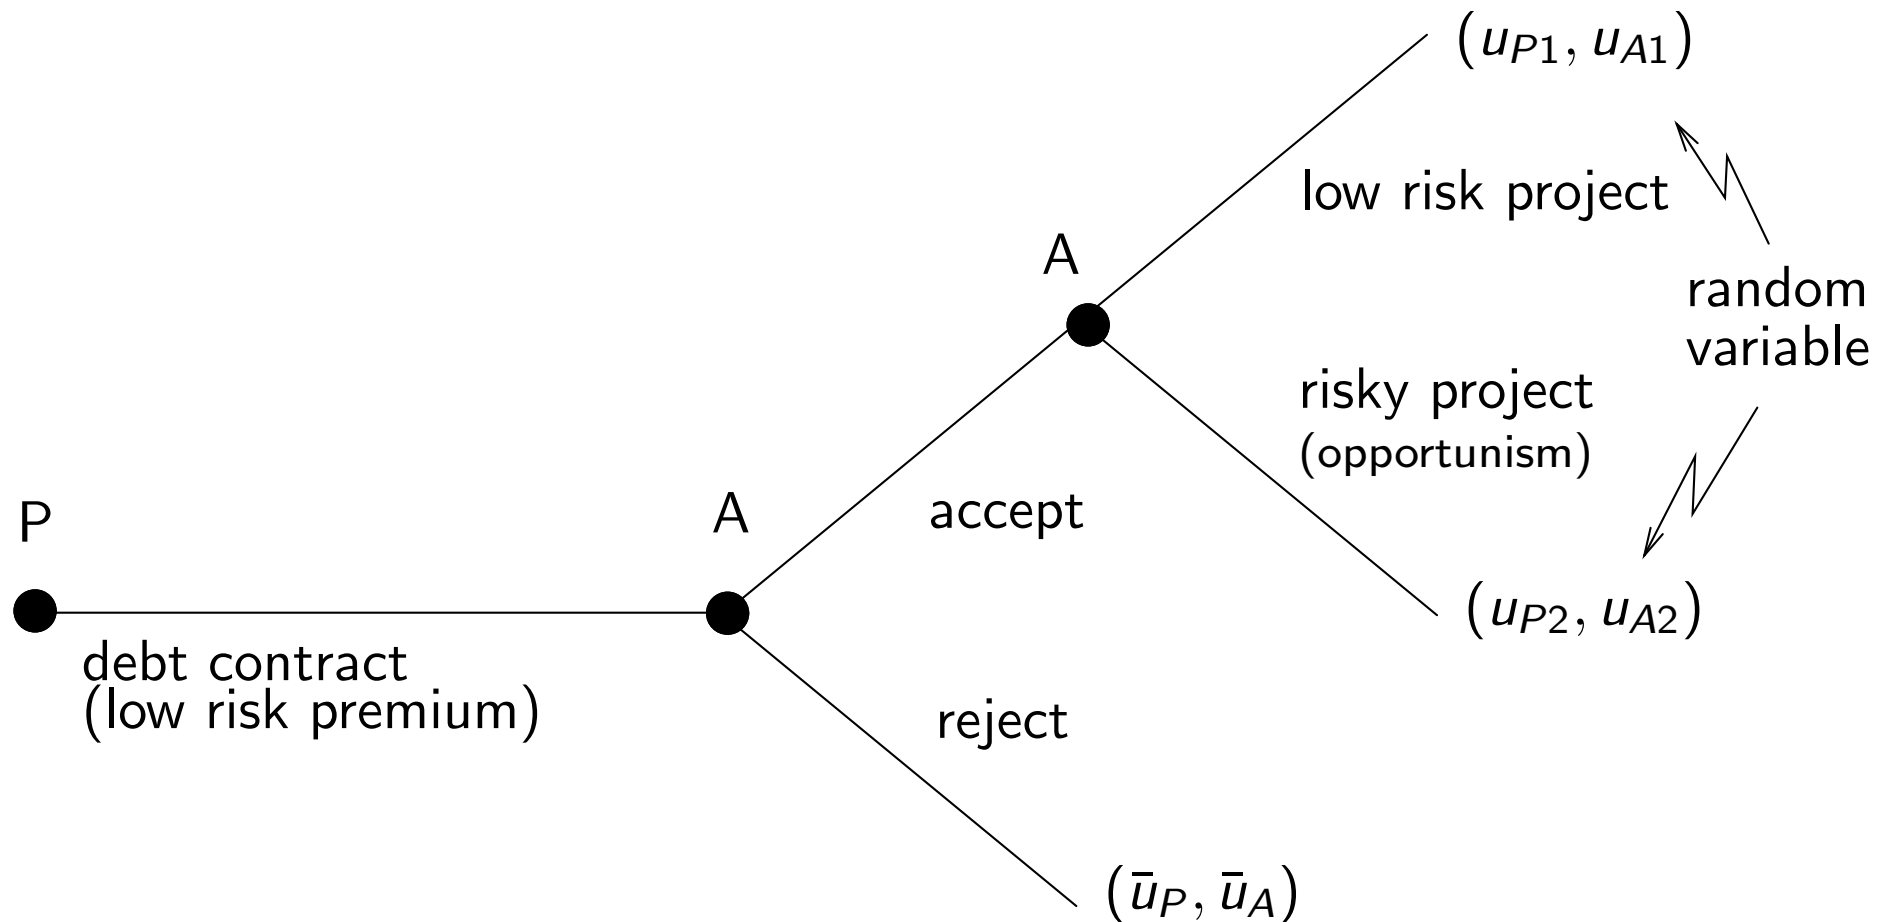 (u_{P1}, u_{A1})
low risk project
A
random
variable
risky project
(opportunism)
P
A
accept
debt contract
(low risk premium)
(u_{P2}, u_{A2})
reject
(ū_P, ū_A)